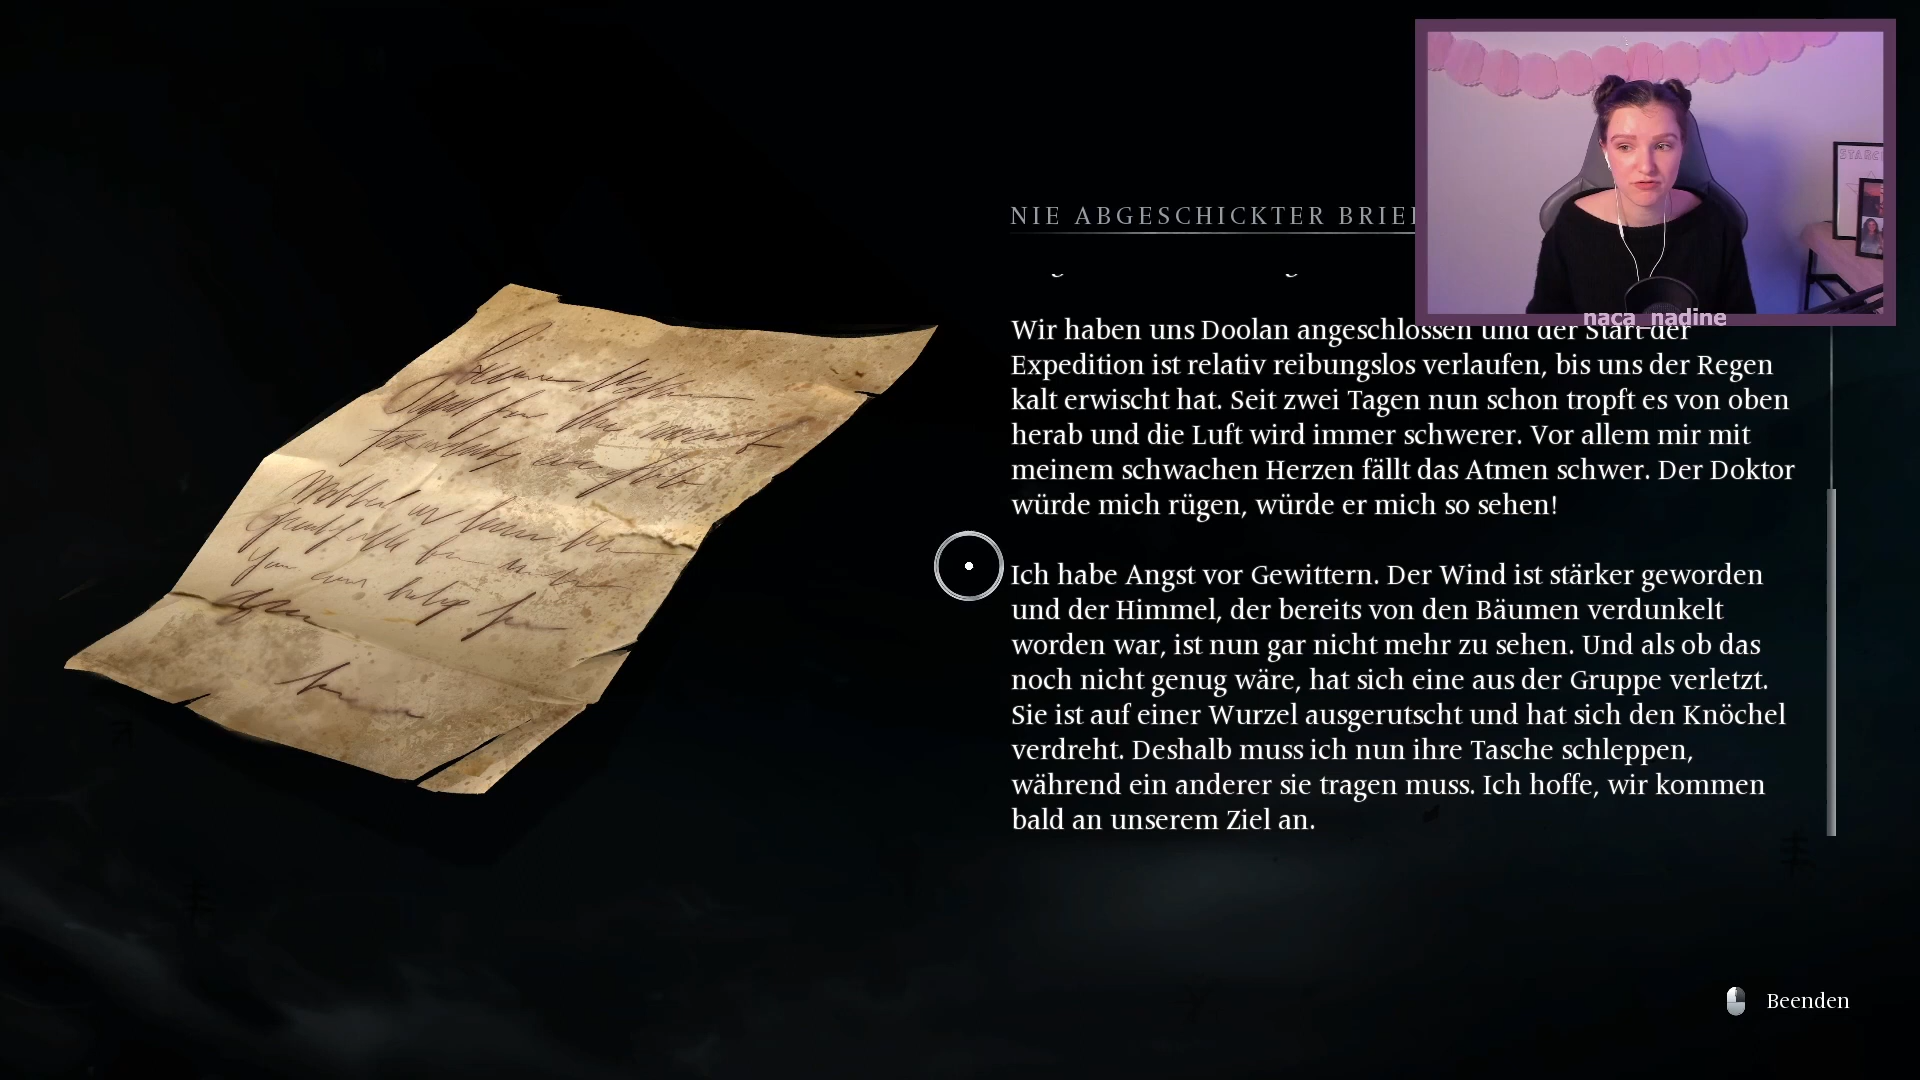 NIE ABGESCHICKTER BRIEF
naca_nadine
Wir haben uns Doolan angeschlossen und der Start der
Expedition ist relativ reibungslos verlaufen, bis uns der Regen
kalt erwischt hat. Seit zwei Tagen nun schon tropft es von oben
herab und die Luft wird immer schwerer. Vor allem mir mit
meinem schwachen Herzen fällt das Atmen schwer. Der Doktor
würde mich rügen, würde er mich so sehen!
Ich habe Angst vor Gewittern. Der Wind ist stärker geworden
und der Himmel, der bereits von den Bäumen verdunkelt
worden war, ist nun gar nicht mehr zu sehen. Und als ob das
noch nicht genug wäre, hat sich eine aus der Gruppe verletzt.
Sie ist auf einer Wurzel ausgerutscht und hat sich den Knöchel
verdreht. Deshalb muss ich nun ihre Tasche schleppen,
während ein anderer sie tragen muss. Ich hoffe, wir kommen
bald an unserem Ziel an.
Beenden